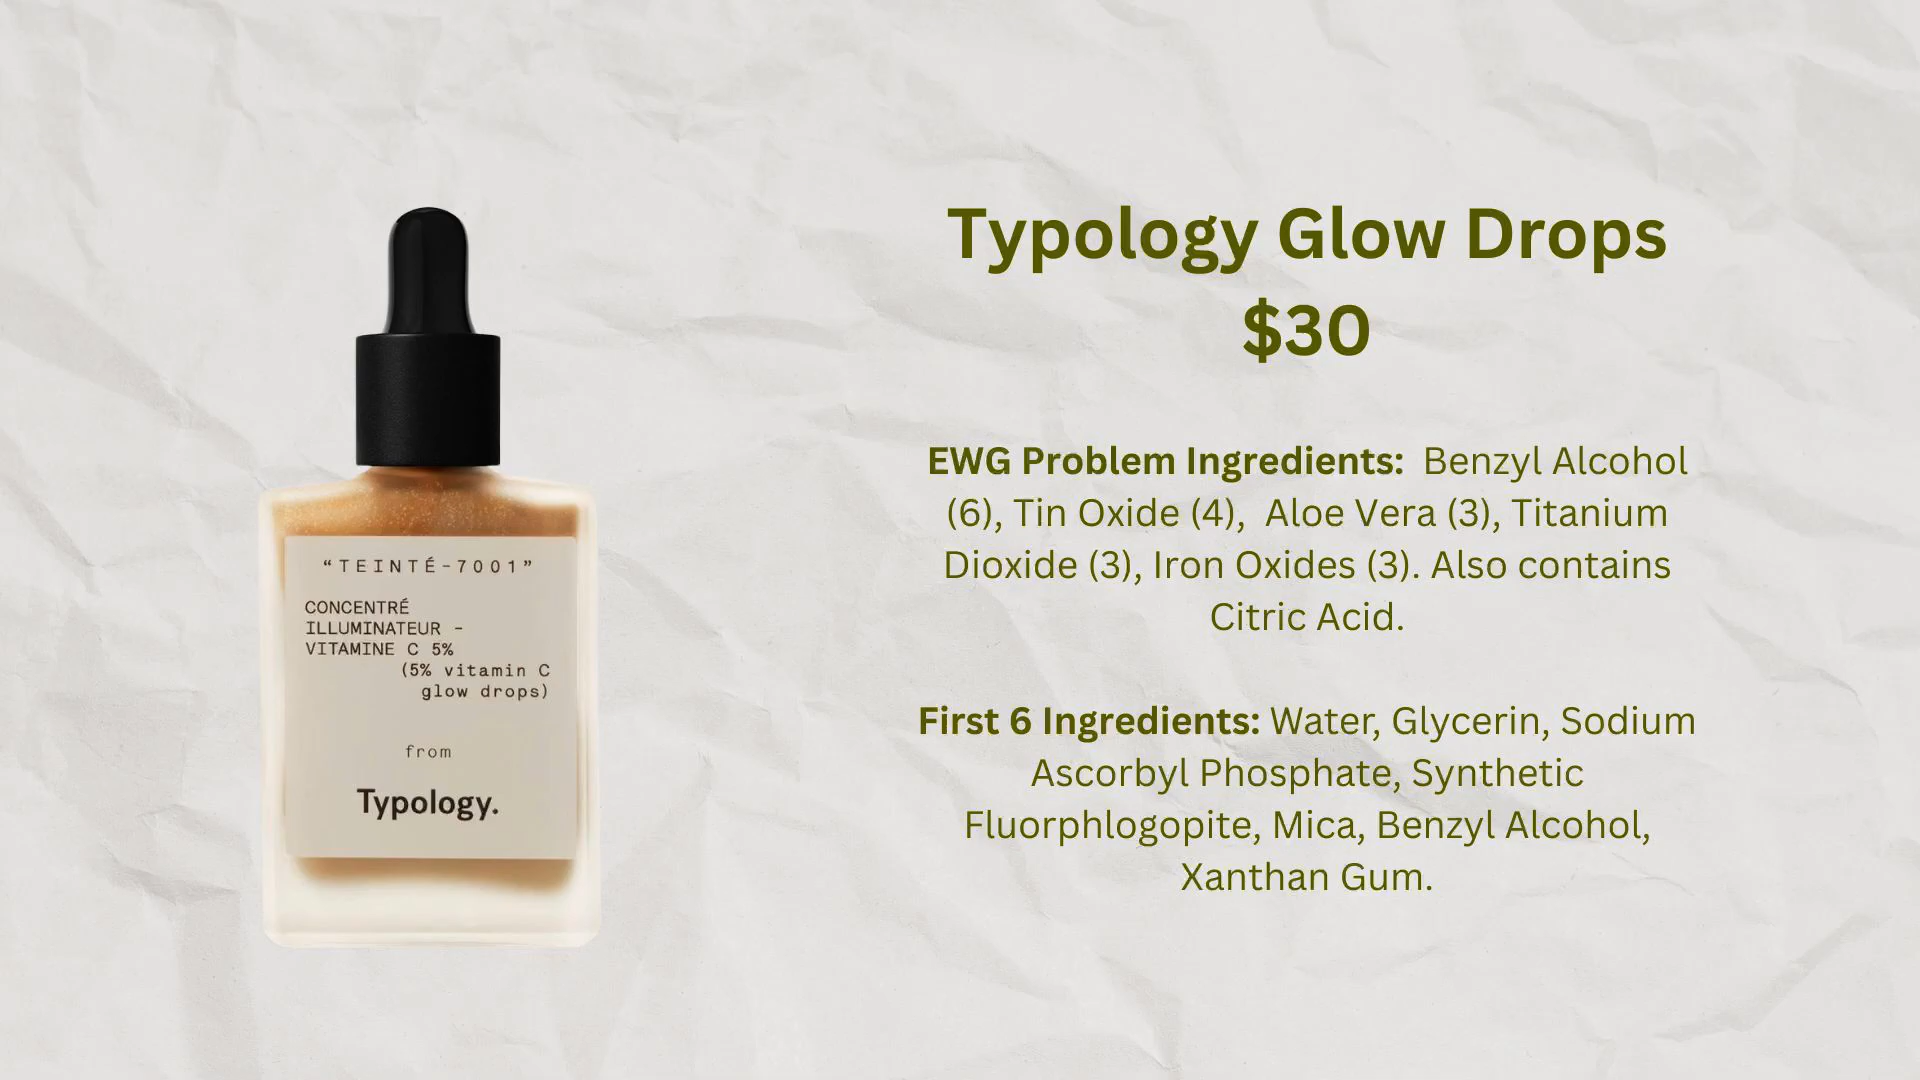 Typology Glow Drops
$30
EWG Problem Ingredients: Benzyl Alcohol
(6), Tin Oxide (4), Aloe Vera (3), Titanium
Dioxide (3), Iron Oxides (3). Also contains
Citric Acid.
First 6 Ingredients: Water, Glycerin, Sodium
Ascorbyl Phosphate, Synthetic
Fluorphlogopite, Mica, Benzyl Alcohol,
Xanthan Gum.
“TEINTÉ-7001”
CONCENTRÉ
ILLUMINATEUR -
VITAMINE C 5%
(5% vitamin C
glow drops)
from
Typology.